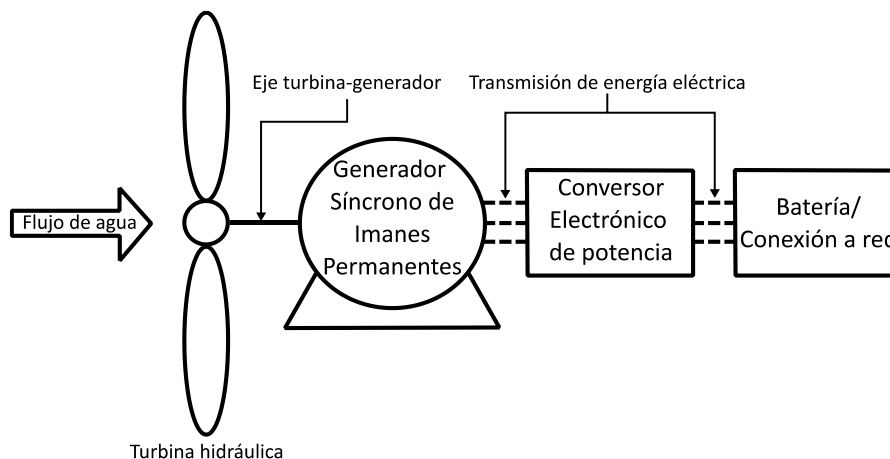 Eje turbina-generador
Transmisión de energía eléctrica
Flujo de agua
Generador
Síncrono de
Imanes
Permanentes
Conversor
Electrónico
de potencia
Batería/
Conexión a red
Turbina hidráulica